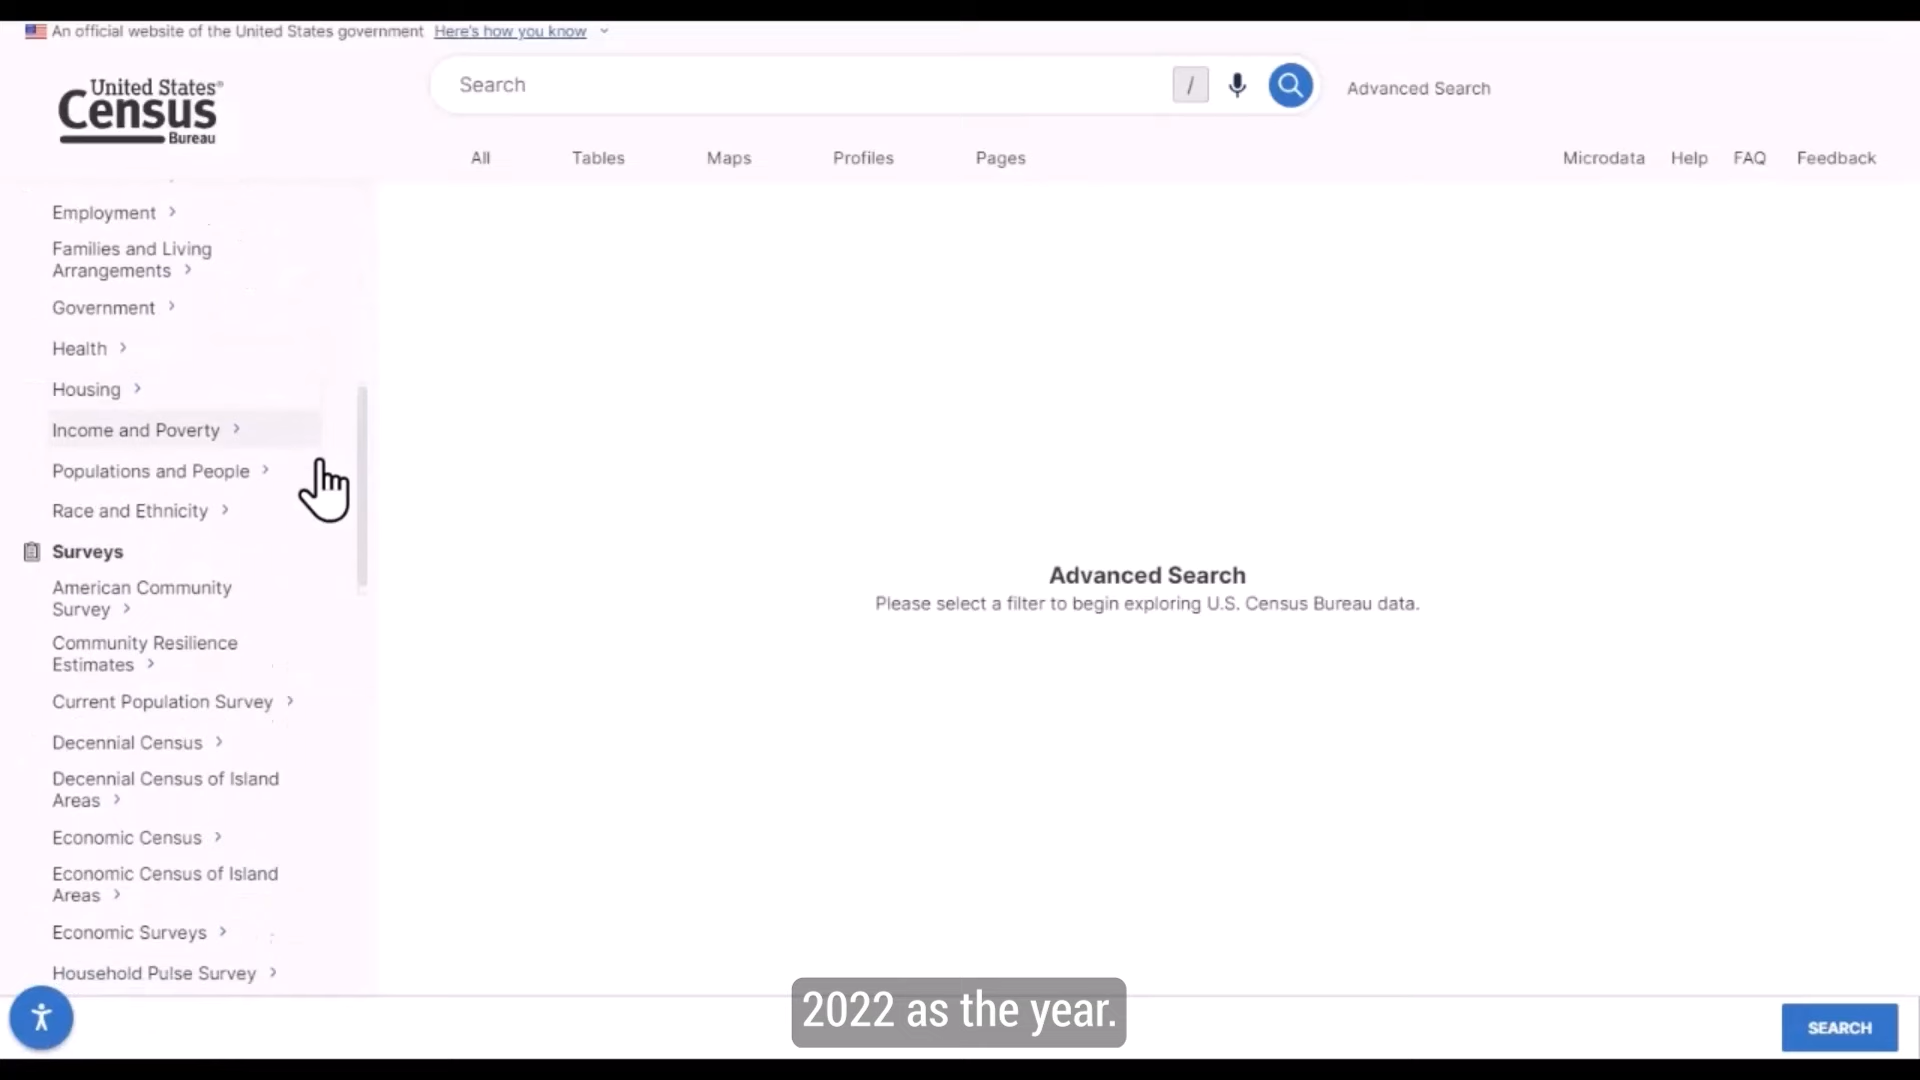 An official website of the United States government Here's how you know
United States®
Census
Bureau
Search / Advanced Search
All Tables Maps Profiles Pages Microdata Help FAQ Feedback
Employment
Families and Living
Arrangements
Government
Health
Housing
Income and Poverty
Populations and People
Race and Ethnicity
Surveys
American Community
Survey
Community Resilience
Estimates
Current Population Survey
Decennial Census
Decennial Census of Island
Areas
Economic Census
Economic Census of Island
Areas
Economic Surveys
Household Pulse Survey
Advanced Search
Please select a filter to begin exploring U.S. Census Bureau data.
2022 as the year.
SEARCH